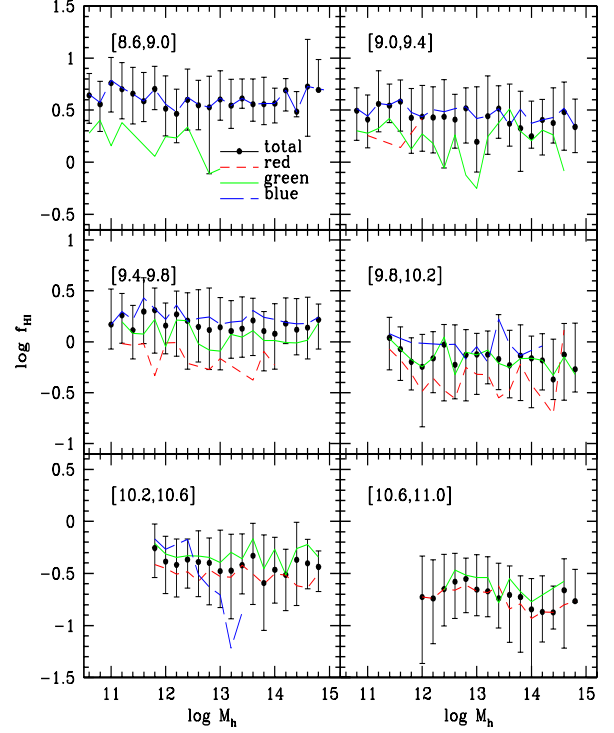 [8.6,9.0]
[9.0,9.4]
1
0.5
0
−0.5
total
red
green
blue
[9.4,9.8]
[9.8,10.2]
1
0.5
0
−0.5
−1
log f_HI
[10.2,10.6]
[10.6,11.0]
0.5
0
−0.5
−1
−1.5
11 12 13 14 15
11 12 13 14 15
log M_h
log M_h